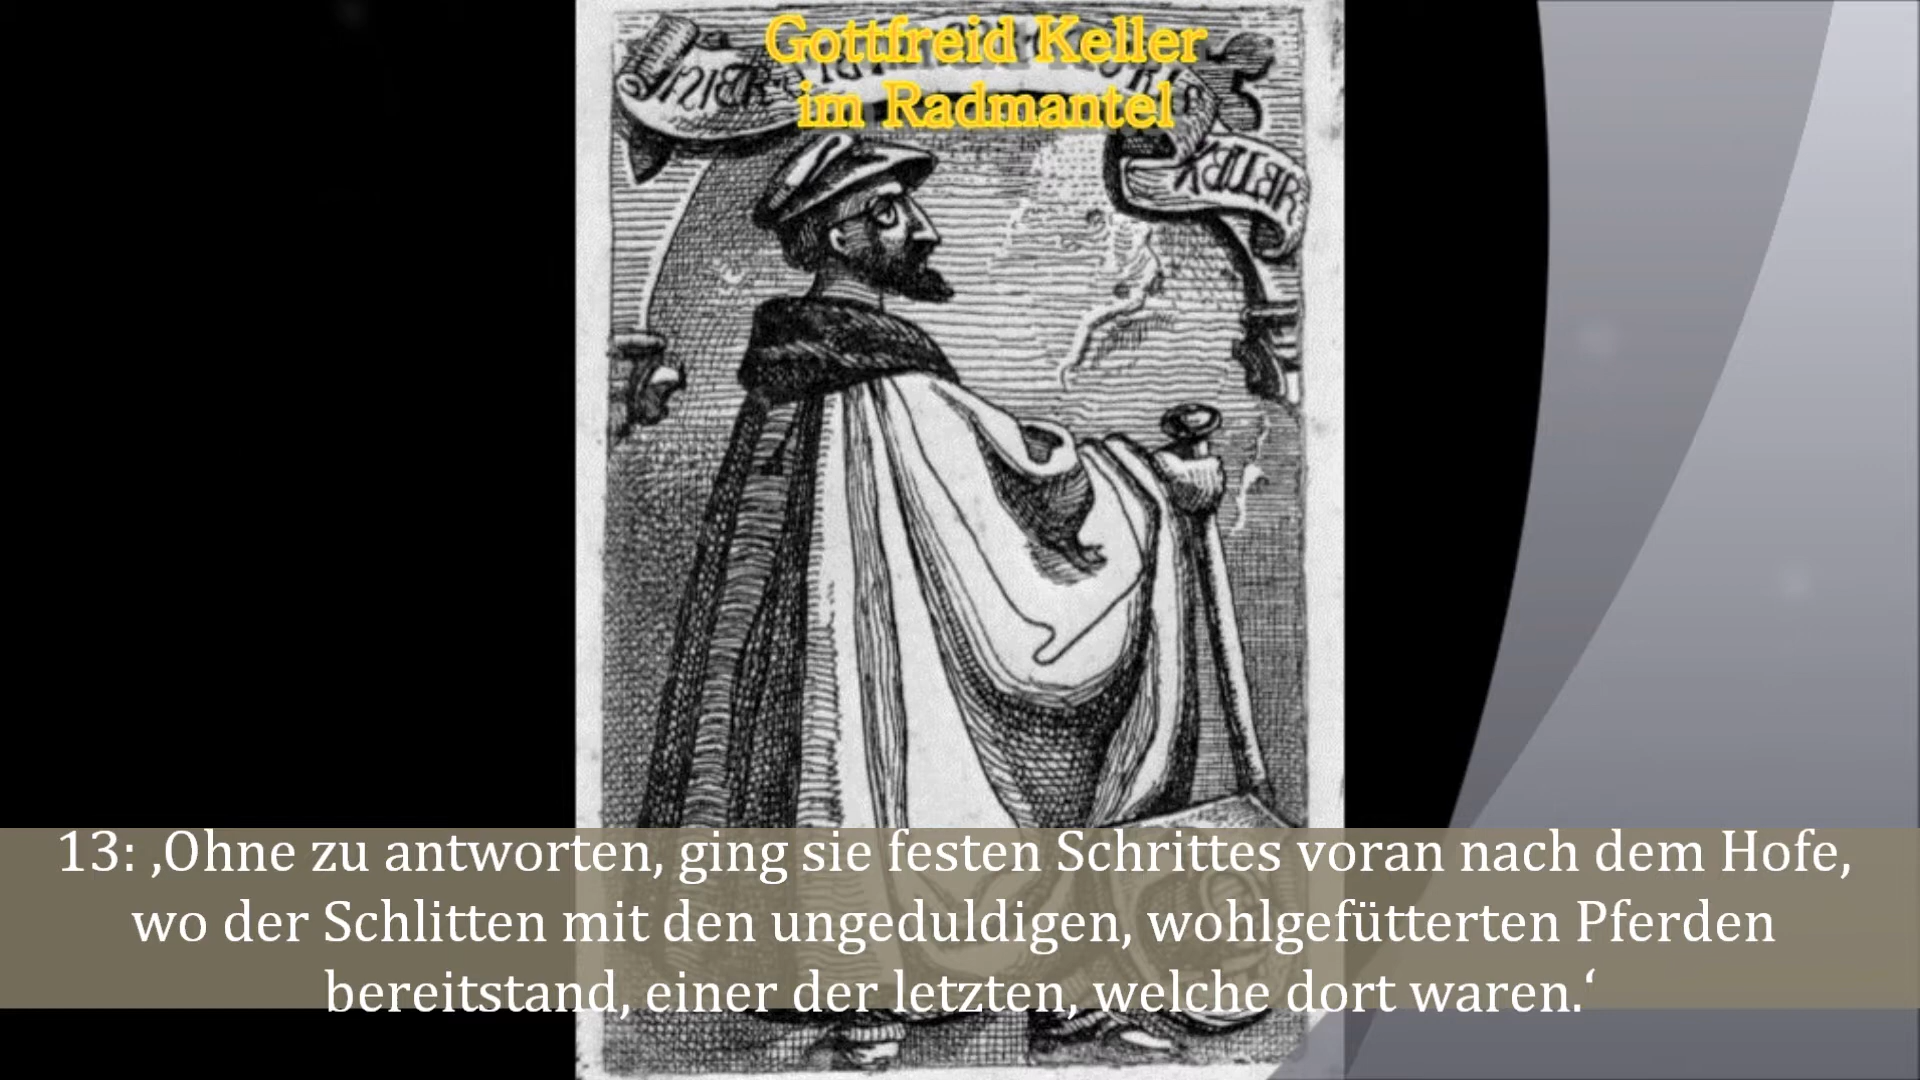 Gottfreid Keller
im Radmantel
13: ‚Ohne zu antworten, ging sie festen Schrittes voran nach dem Hofe,
wo der Schlitten mit den ungeduldigen, wohlgefütterten Pferden
bereitstand, einer der letzten, welche dort waren.‘